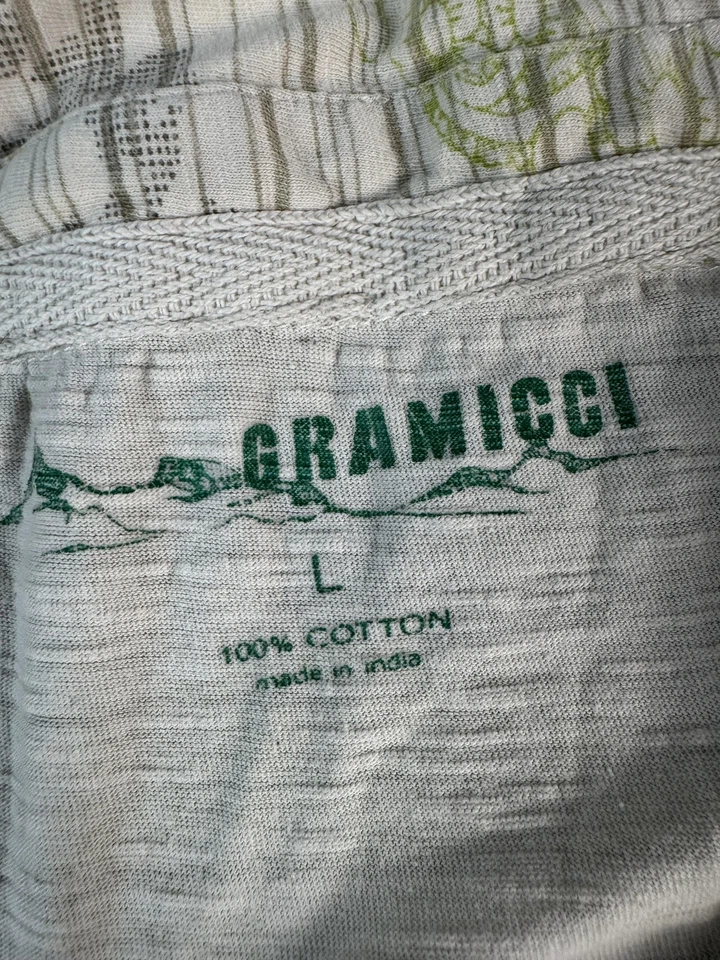 GRAMICCI
L
100% COTTON
made in india